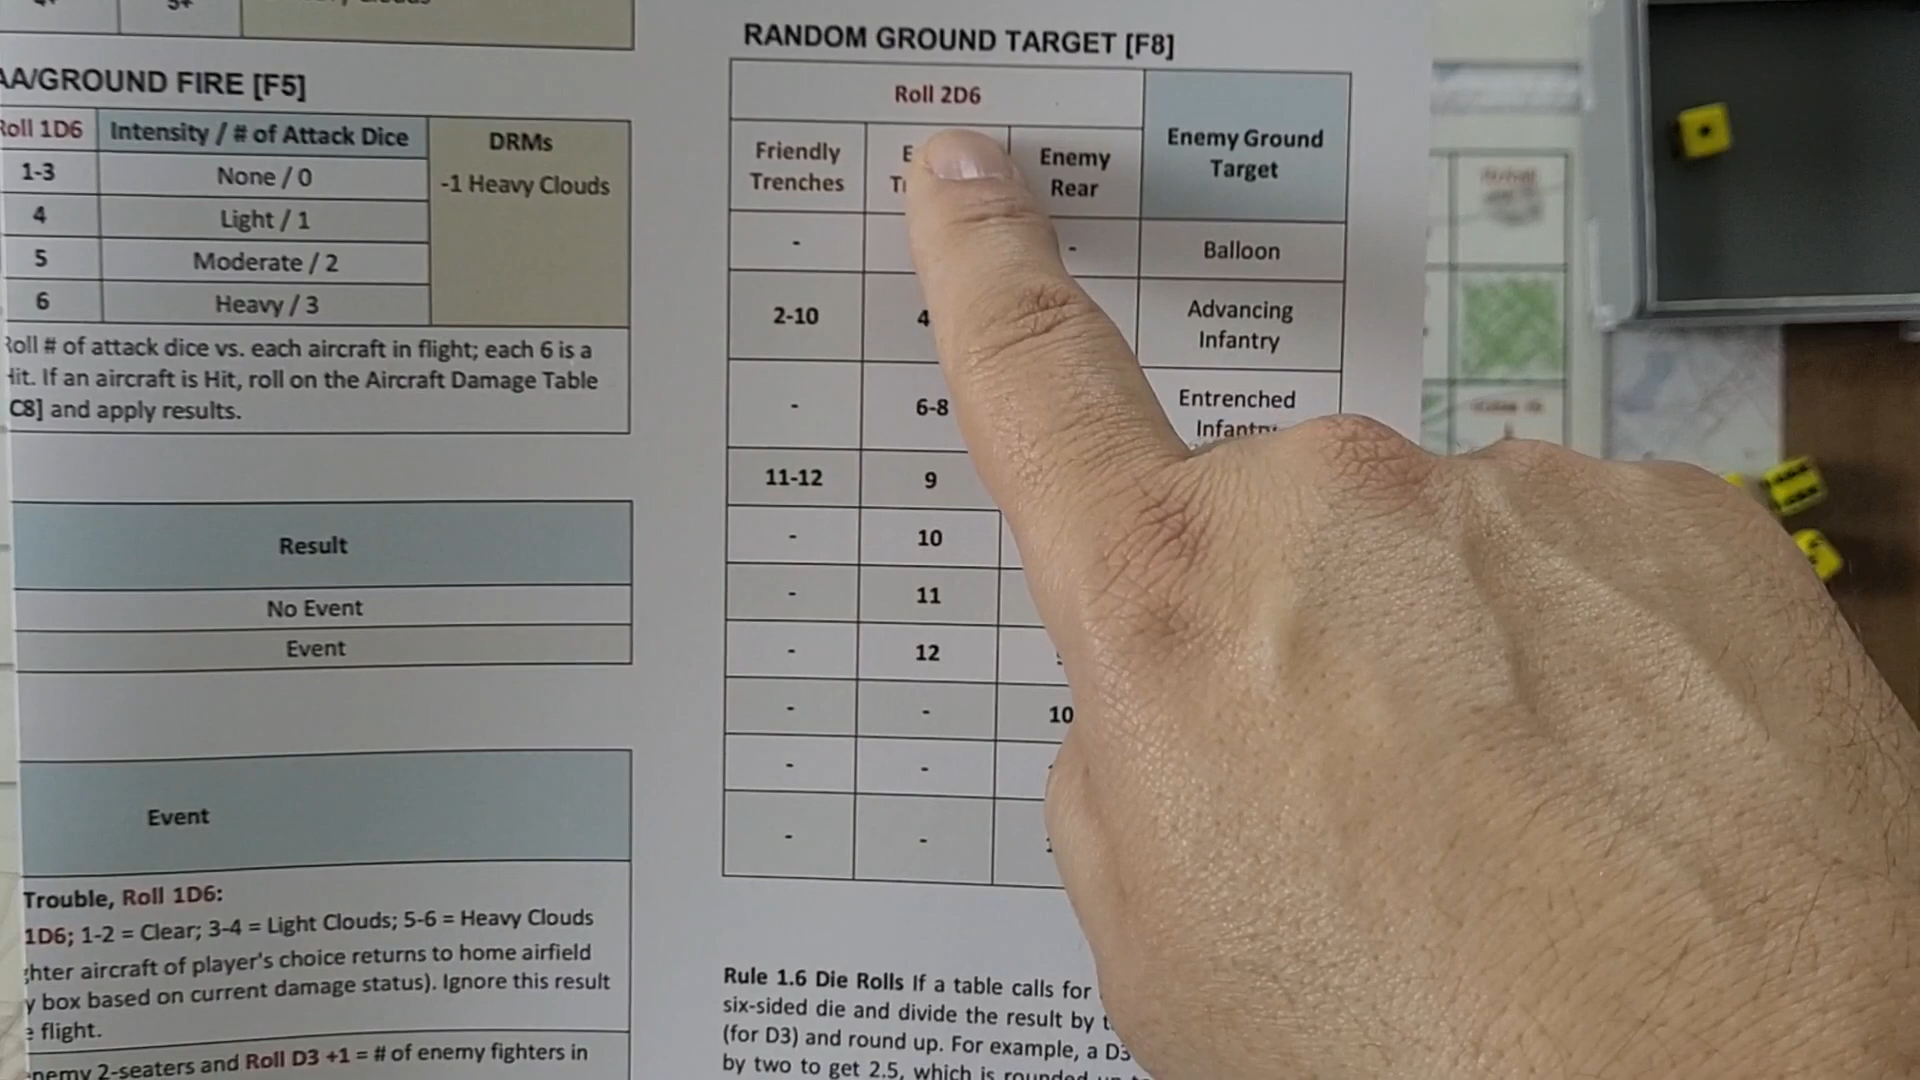 AA/GROUND FIRE [F5]
Roll 1D6
Intensity / # of Attack Dice
DRMs
1-3
None / 0
-1 Heavy Clouds
4
Light / 1
5
Moderate / 2
6
Heavy / 3
Roll # of attack dice vs. each aircraft in flight; each 6 is a
Hit. If an aircraft is Hit, roll on the Aircraft Damage Table
C8] and apply results.
Result
No Event
Event
Event
Trouble, Roll 1D6:
1D6; 1-2 = Clear; 3-4 = Light Clouds; 5-6 = Heavy Clouds
aircraft of player's choice returns to home airfield
box based on current damage status). Ignore this result
flight.
2-seaters and Roll D3 +1 = # of enemy fighters in
RANDOM GROUND TARGET [F8]
Roll 2D6
Enemy Ground
Target
Friendly
Trenches
Enemy
Rear
-
-
Balloon
2-10
4
Advancing
Infantry
-
6-8
Entrenched
Infantry
11-12
9
-
10
-
11
-
12
-
-
10
-
-
-
-
Rule 1.6 Die Rolls If a table calls for
six-sided die and divide the result by
(for D3) and round up. For example, a D3
by two to get 2.5, which is rounded